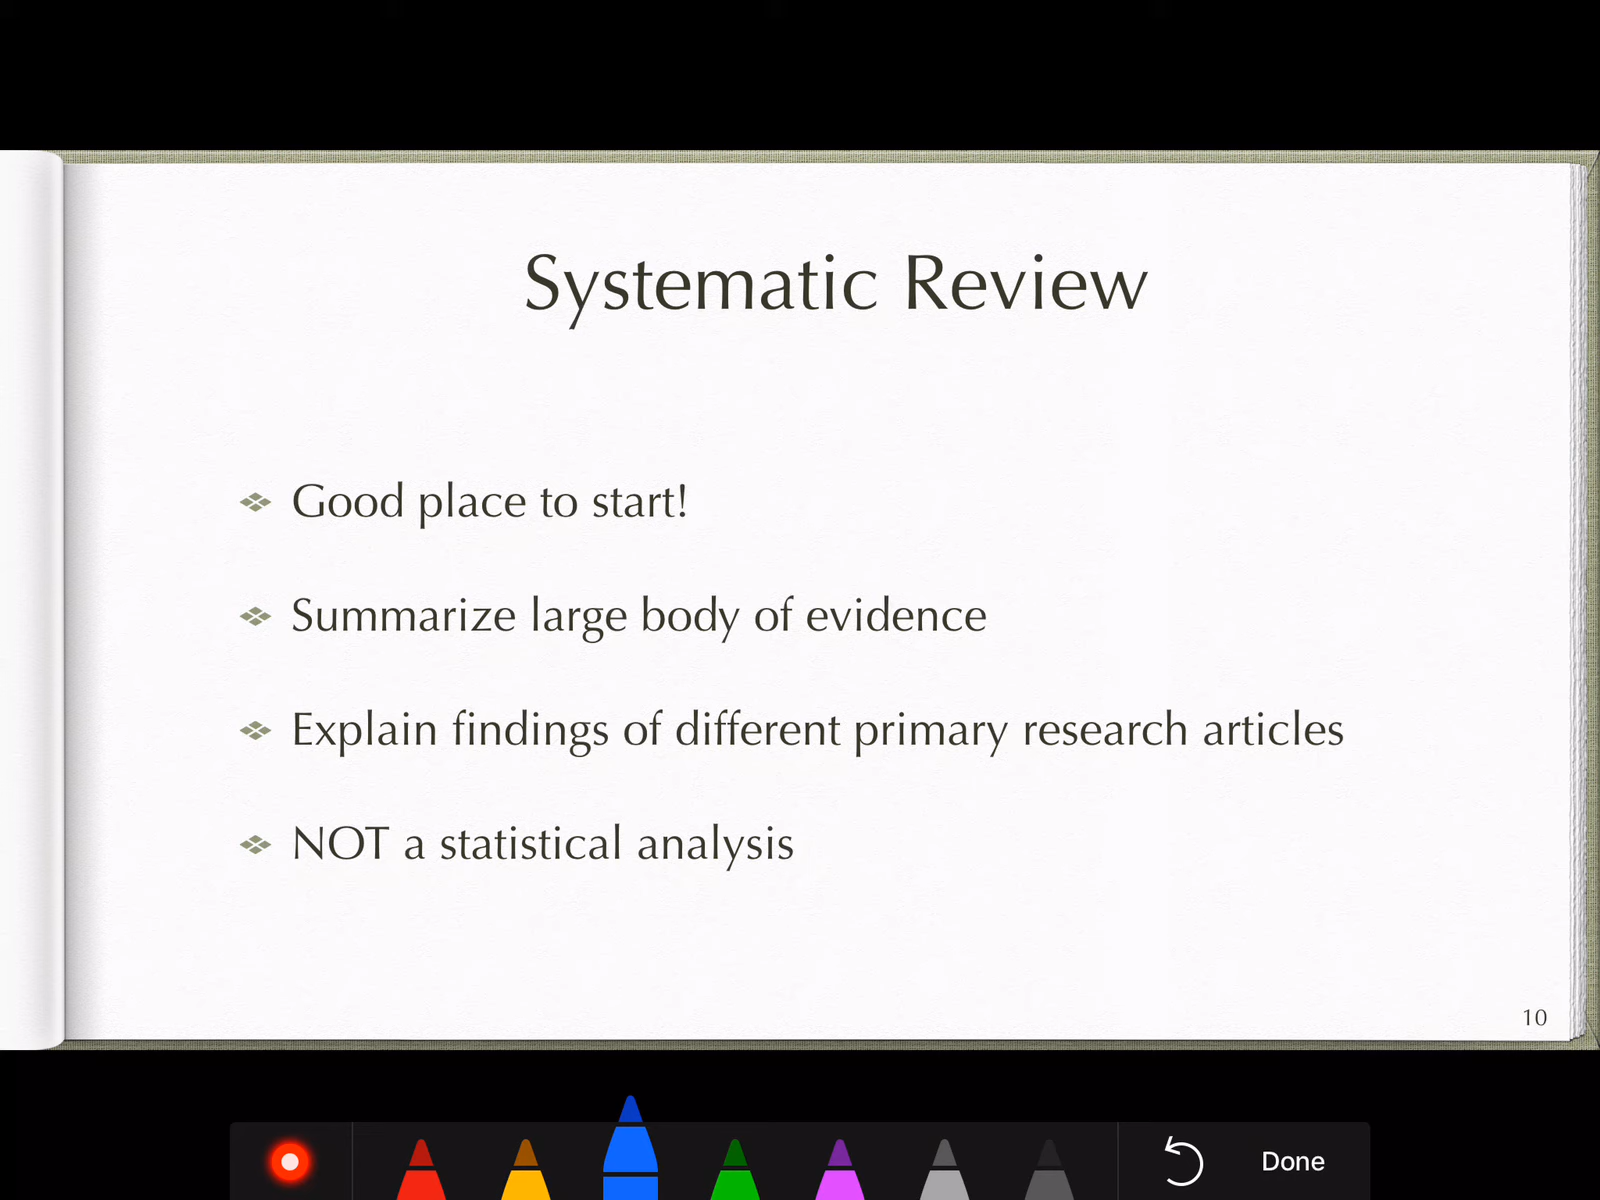 Systematic Review
Good place to start!
Summarize large body of evidence
Explain findings of different primary research articles
NOT a statistical analysis
10
Done